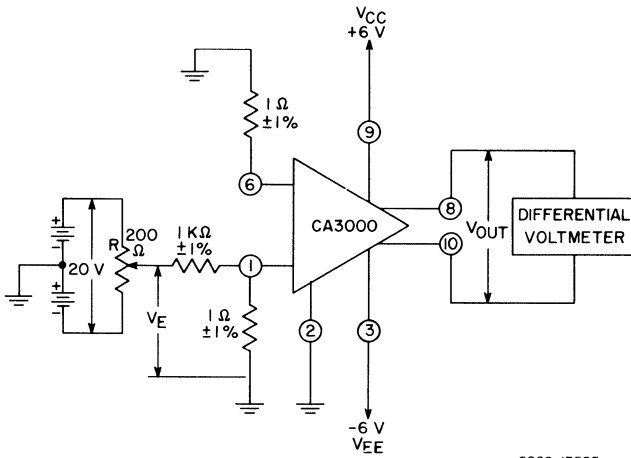 VCC
+6 V
1 Ω
±1%
9
6
CA3000
8
VOUT
DIFFERENTIAL
VOLTMETER
10
+
-
+
-
20 V
R
200
Ω
1 KΩ
±1%
1
VE
1 Ω
±1%
2
3
-6 V
VEE